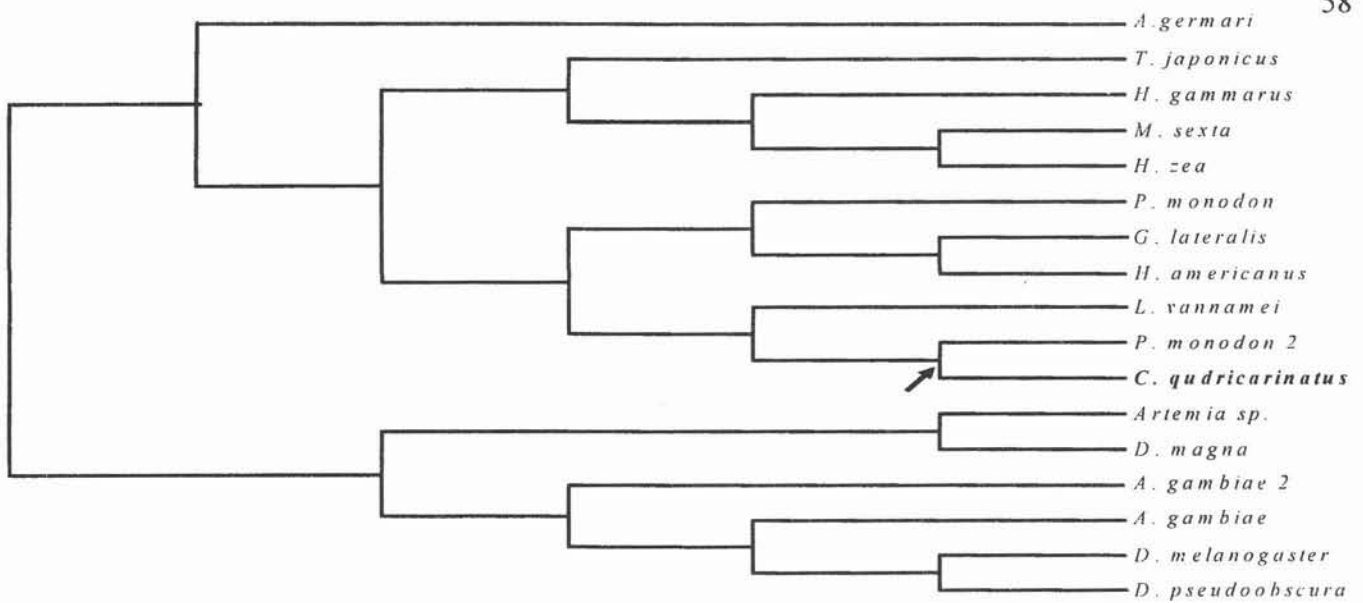 58
A. germari
T. japonicus
H. gammarus
M. sexta
H. zea
P. monodon
G. lateralis
H. americanus
L. vannamei
P. monodon 2
C. qudricarinatus
Artemia sp.
D. magna
A. gambiae 2
A. gambiae
D. melanogaster
D. pseudoobscura